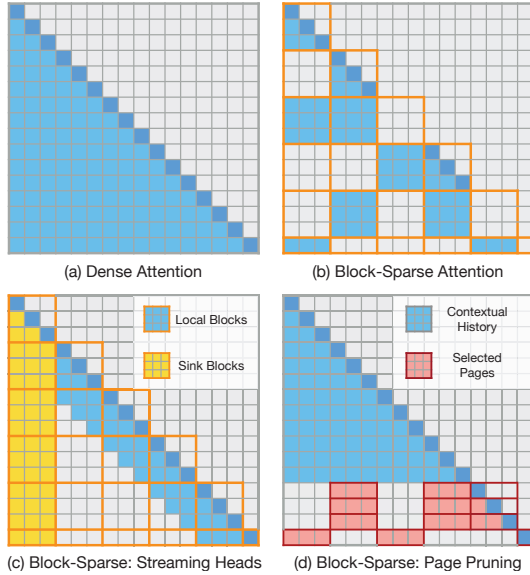 (a) Dense Attention
(b) Block-Sparse Attention
Local Blocks
Sink Blocks
Contextual
History
Selected
Pages
(c) Block-Sparse: Streaming Heads
(d) Block-Sparse: Page Pruning